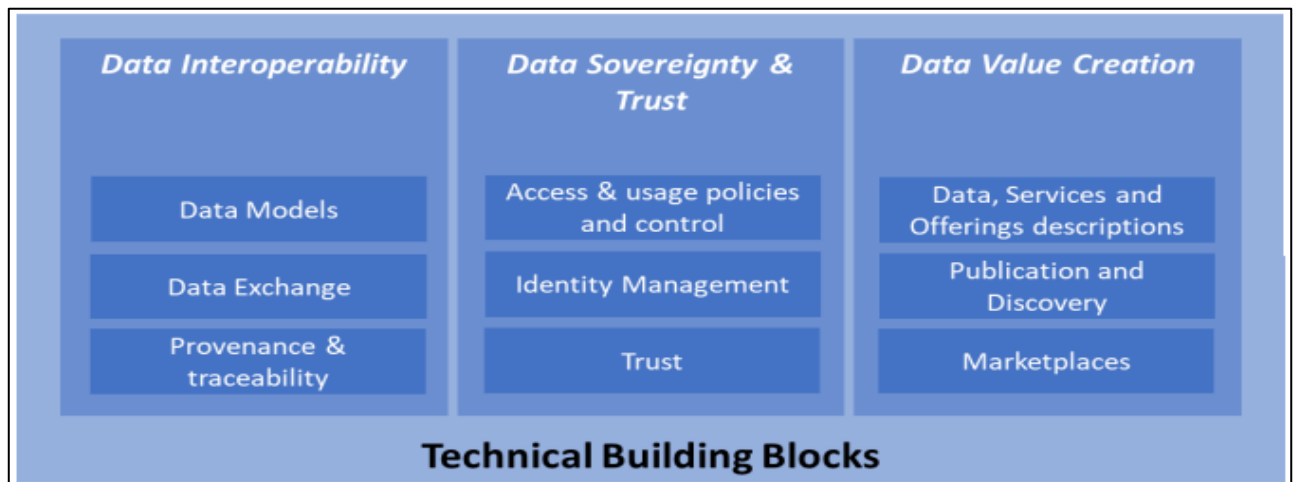 Data Interoperability
Data Models
Data Exchange
Provenance &
traceability
Data Sovereignty &
Trust
Access & usage policies
and control
Identity Management
Trust
Data Value Creation
Data, Services and
Offerings descriptions
Publication and
Discovery
Marketplaces
Technical Building Blocks